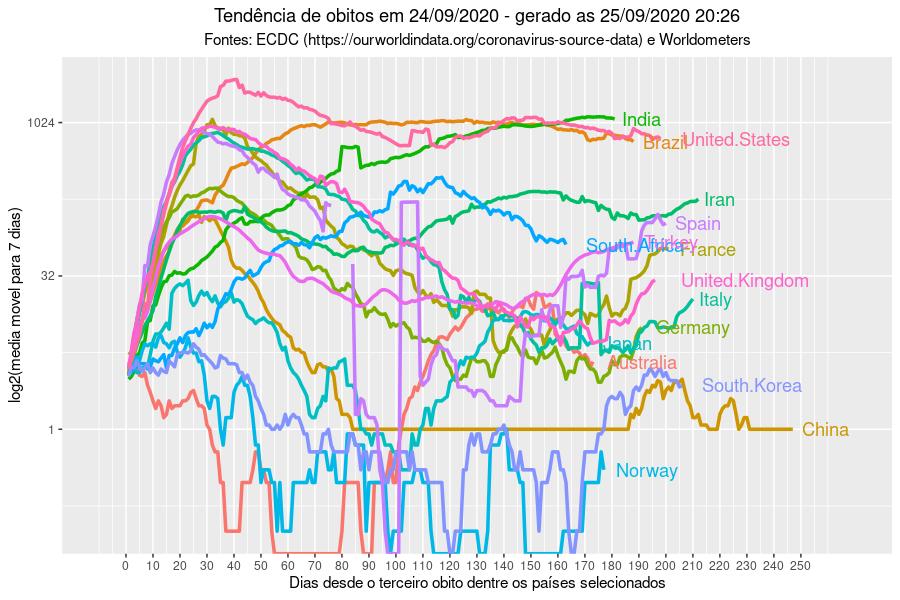 Tendência de obitos em 24/09/2020 - gerado as 25/09/2020 20:26
Fontes: ECDC (https://ourworldindata.org/coronavirus-source-data) e Worldometers
log2(media movel para 7 dias)
1024
32
1
India
Brazil
United.States
Iran
Spain
South.Africa
Turkey
France
United.Kingdom
Italy
Germany
Japan
Australia
South.Korea
China
Norway
0 10 20 30 40 50 60 70 80 90 100 110 120 130 140 150 160 170 180 190 200 210 220 230 240 250
Dias desde o terceiro obito dentre os países selecionados